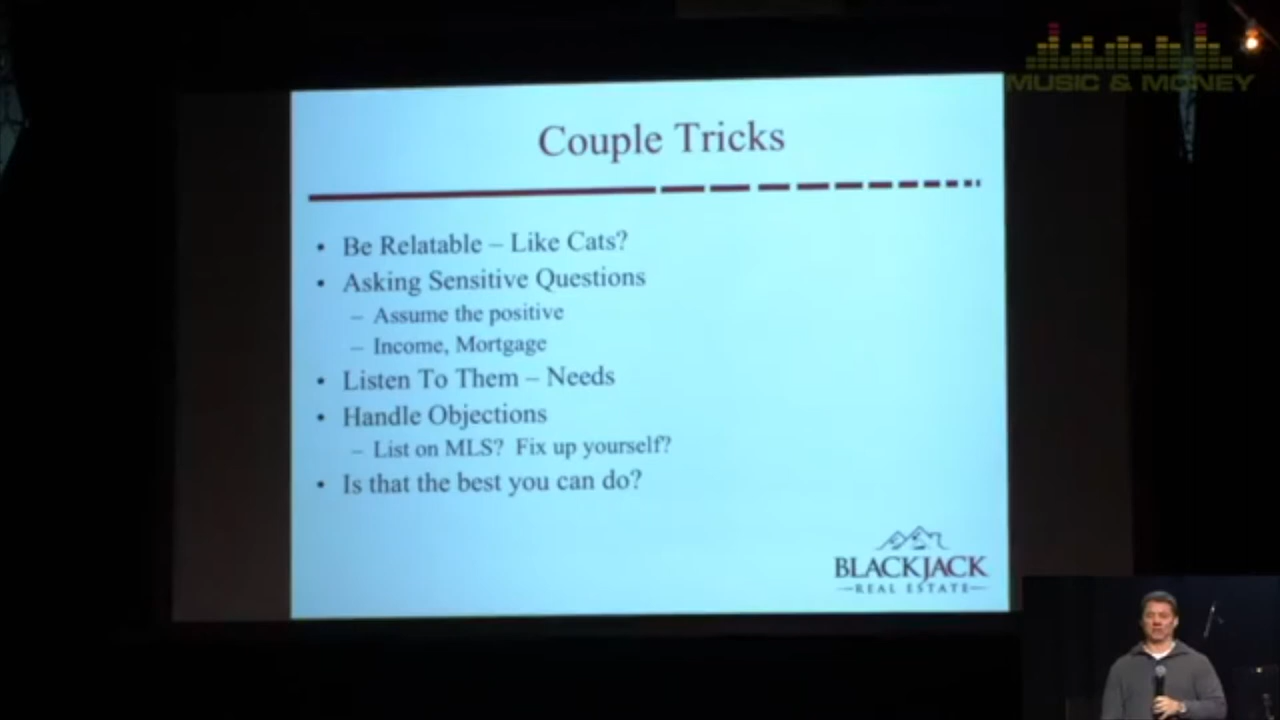 MUSIC & MONEY
Couple Tricks
• Be Relatable – Like Cats?
• Asking Sensitive Questions
– Assume the positive
– Income, Mortgage
• Listen To Them – Needs
• Handle Objections
– List on MLS? Fix up yourself?
• Is that the best you can do?
BLACKJACK
—REAL ESTATE—